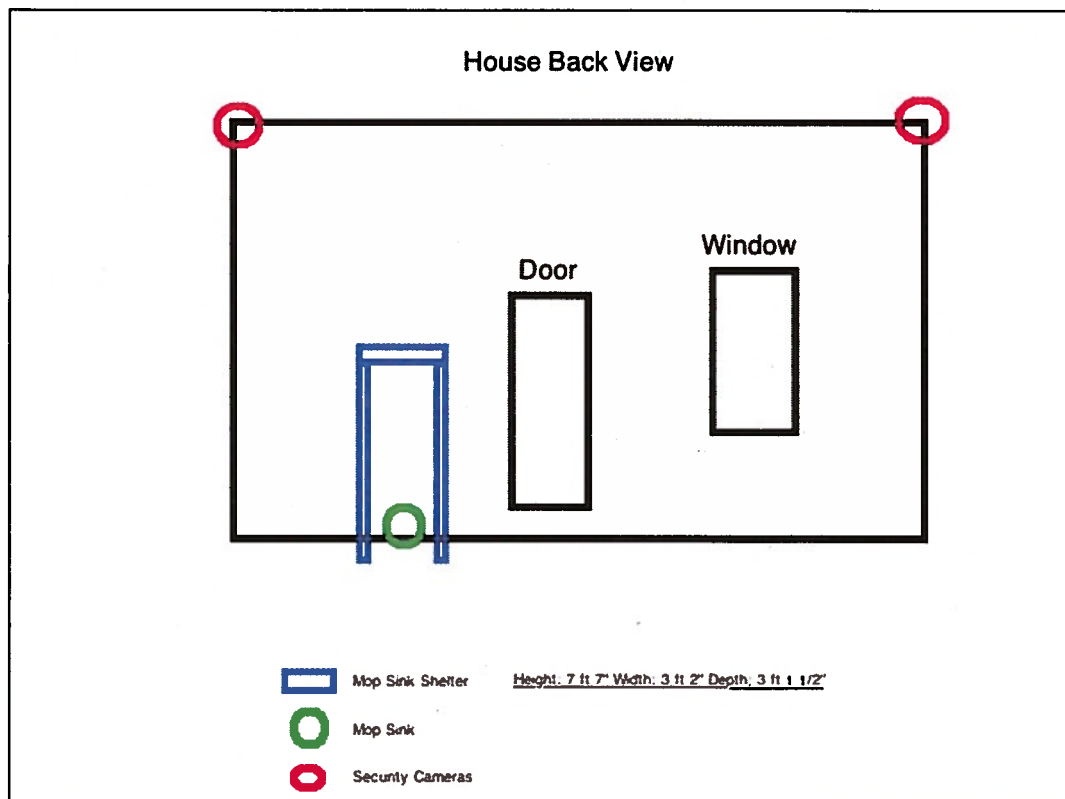 House Back View
Window
Door
Mop Sink Shelter Height: 7 ft 7" Width: 3 ft 2" Depth: 3 ft 1 1/2"
Mop Sink
Security Cameras